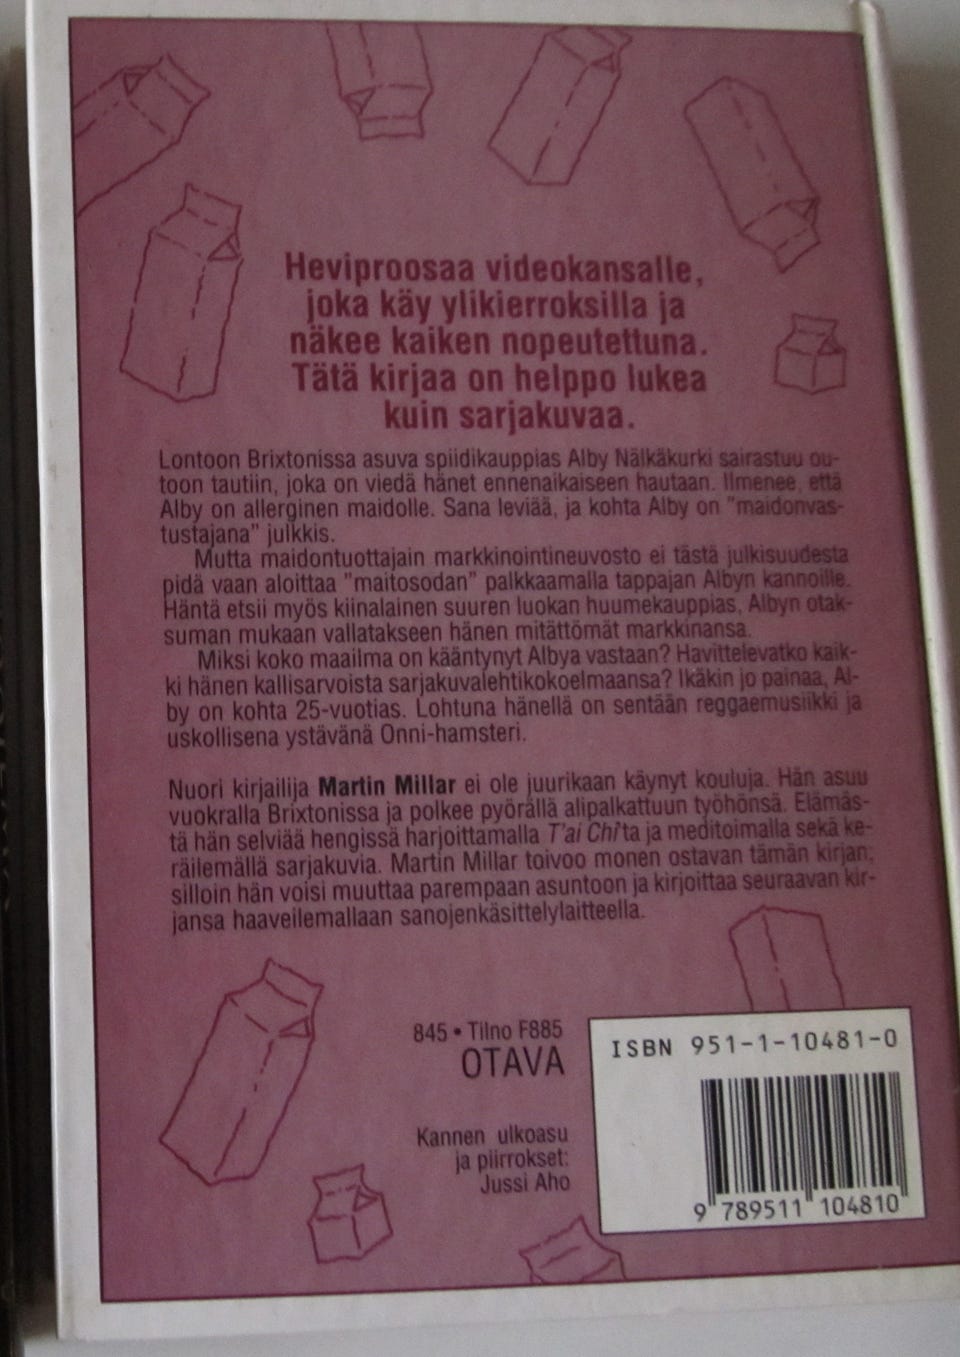 Heviproosaa videokansalle,
joka käy ylikierroksilla ja
näkee kaiken nopeutettuna.
Tätä kirjaa on helppo lukea
kuin sarjakuvaa.
Lontoon Brixtonissa asuva spiidikauppias Alby Nälkäkurki sairastuu ou-
toon tautiin, joka on viedä hänet ennenaikaiseen hautaan. Ilmenee, että
Alby on allerginen maidolle. Sana leviää, ja kohta Alby on "maidonvas-
tustajana" julkkis.
Mutta maidontuottajain markkinointineuvosto ei tästä julkisuudesta
pidä vaan aloittaa "maitosodan" palkkaamalla tappajan Albyn kannoille.
Häntä etsii myös kiinalainen suuren luokan huumekauppias, Albyn otak-
suman mukaan vallatakseen hänen mitättömät markkinansa.
Miksi koko maailma on kääntynyt Albya vastaan? Havittelevatko kaik-
ki hänen kallisarvoista sarjakuvalehtikokoelmaansa? Ikäkin jo painaa, Al-
by on kohta 25-vuotias. Lohtuna hänellä on sentään reggaemusiikki ja
uskollisena ystävänä Onni-hamsteri.
Nuori kirjailija Martin Millar ei ole juurikaan käynyt kouluja. Hän asuu
vuokralla Brixtonissa ja polkee pyörällä alipalkattuun työhönsä. Elämäs-
tä hän selviää hengissä harjoittamalla T'ai Chi'ta ja meditoimalla sekä ke-
räilemällä sarjakuvia. Martin Millar toivoo monen ostavan tämän kirjan;
silloin hän voisi muuttaa parempaan asuntoon ja kirjoittaa seuraavan kir-
jansa haaveilemallaan sanojenkäsittelylaitteella.
845 • Tilno F885
OTAVA
Kannen ulkoasu
ja piirrokset:
Jussi Aho
ISBN 951-1-10481-0
9 789511 104810